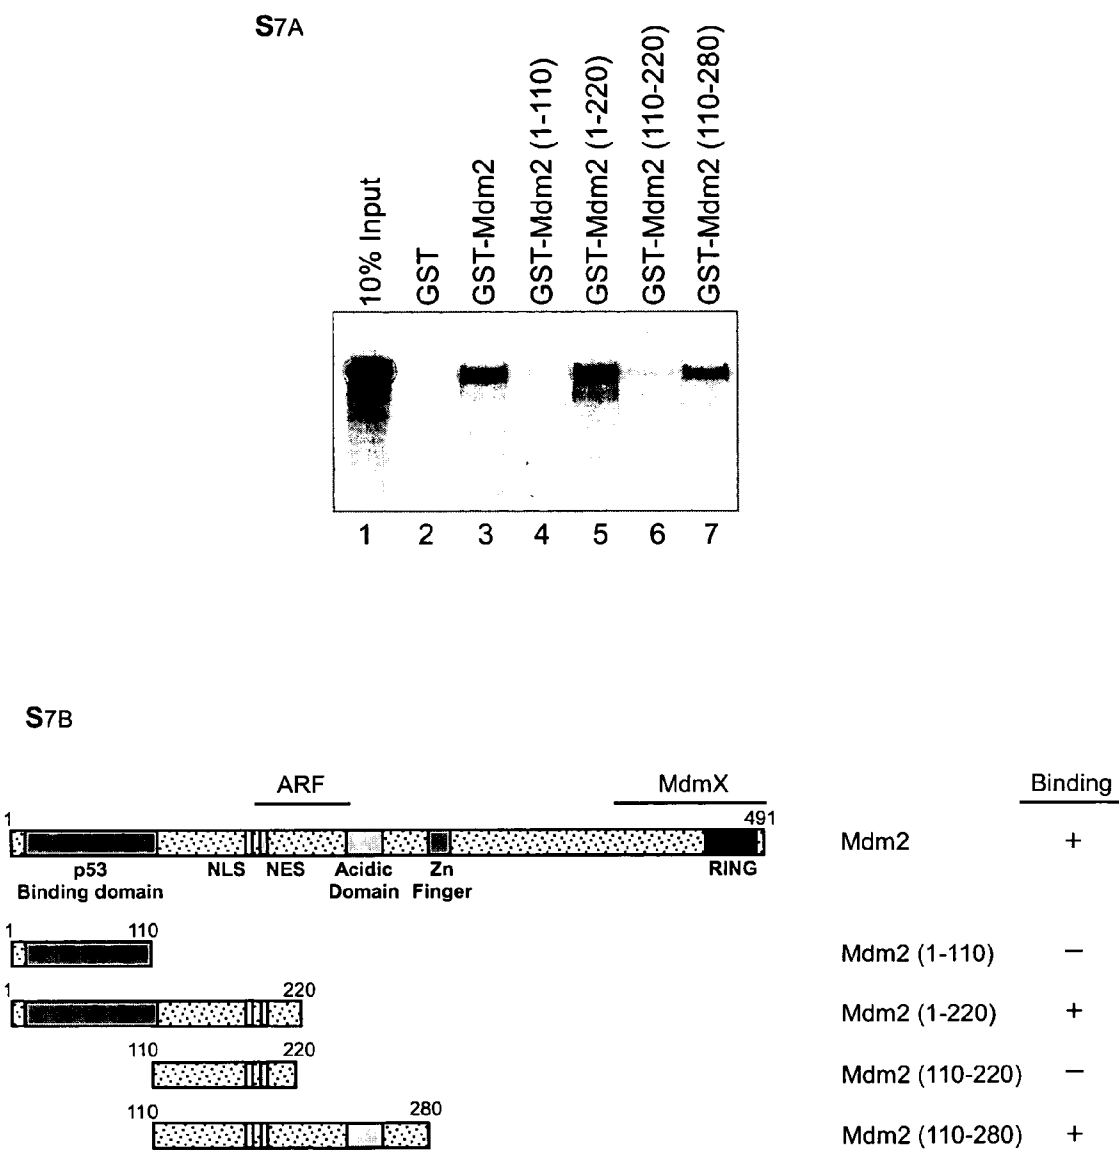 S7A
10% Input
GST
GST-Mdm2
GST-Mdm2 (1-110)
GST-Mdm2 (1-220)
GST-Mdm2 (110-220)
GST-Mdm2 (110-280)
1 2 3 4 5 6 7
S7B
ARF MdmX Binding
1 491
Mdm2 +
p53 Binding domain
NLS
NES
Acidic Domain
Zn Finger
RING
1 110
Mdm2 (1-110) −
1 220
Mdm2 (1-220) +
110 220
Mdm2 (110-220) −
110 280
Mdm2 (110-280) +